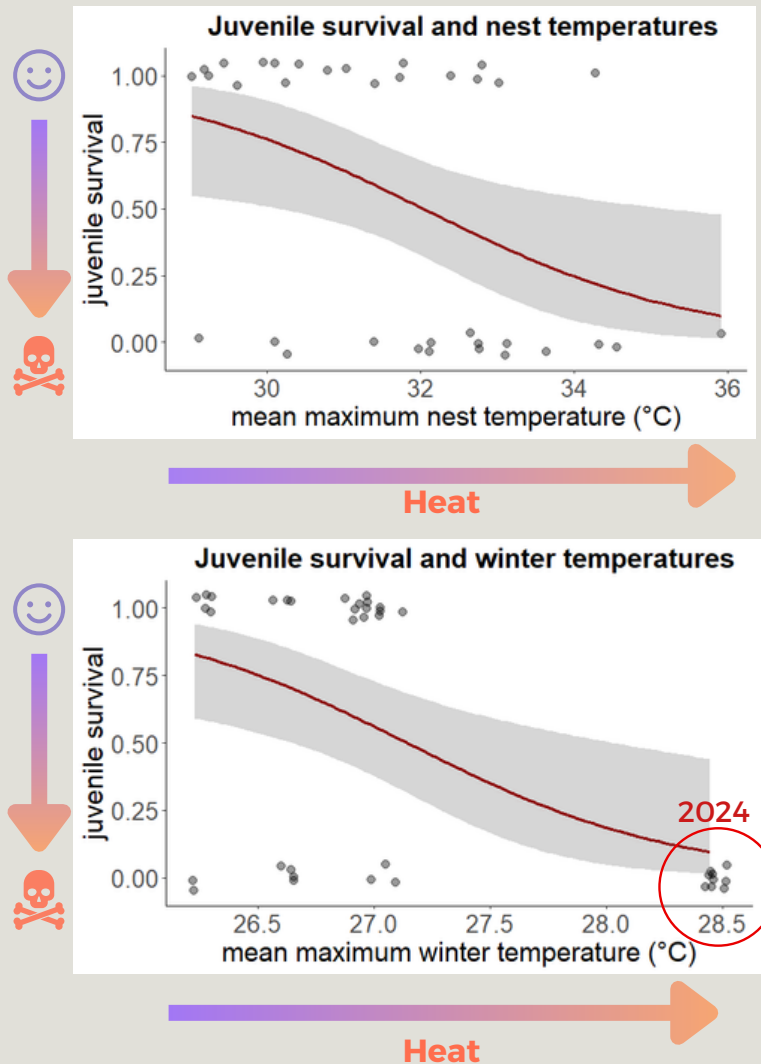 Juvenile survival and nest temperatures
juvenile survival
1.00
0.75
0.50
0.25
0.00
30 32 34 36
mean maximum nest temperature (°C)
Heat
Juvenile survival and winter temperatures
juvenile survival
1.00
0.75
0.50
0.25
0.00
2024
26.5 27.0 27.5 28.0 28.5
mean maximum winter temperature (°C)
Heat